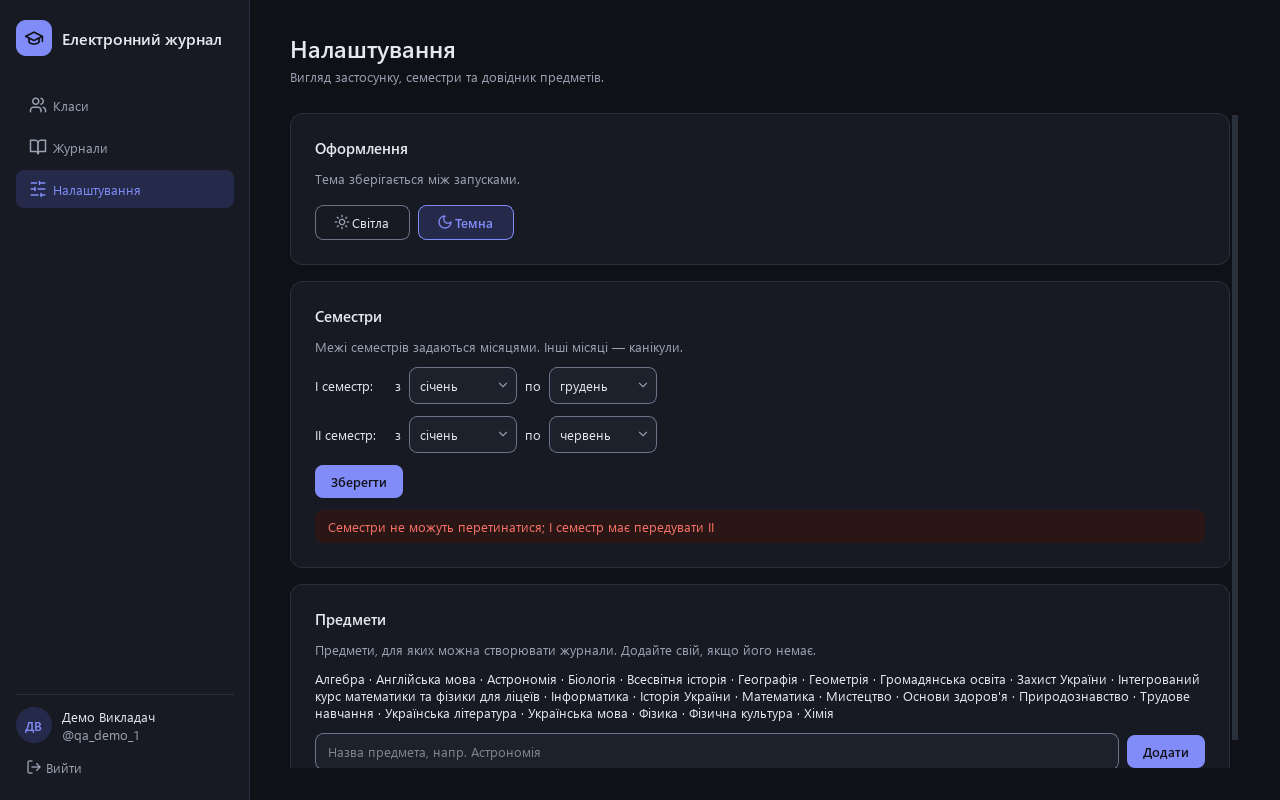 Електронний журнал
Класи
Журнали
Налаштування
ДВ
Демо Викладач
@qa_demo_1
Вийти
Налаштування
Вигляд застосунку, семестри та довідник предметів.
Оформлення
Тема зберігається між запусками.
Світла Темна
Семестри
Межі семестрів задаються місяцями. Інші місяці — канікули.
І семестр: з січень по грудень
ІІ семестр: з січень по червень
Зберегти
Семестри не можуть перетинатися; І семестр має передувати ІІ
Предмети
Предмети, для яких можна створювати журнали. Додайте свій, якщо його немає.
Алгебра · Англійська мова · Астрономія · Біологія · Всесвітня історія · Географія · Геометрія · Громадянська освіта · Захист України · Інтегрований
курс математики та фізики для ліцеїв · Інформатика · Історія України · Математика · Мистецтво · Основи здоров'я · Природознавство · Трудове
навчання · Українська література · Українська мова · Фізика · Фізична культура · Хімія
Назва предмета, напр. Астрономія Додати